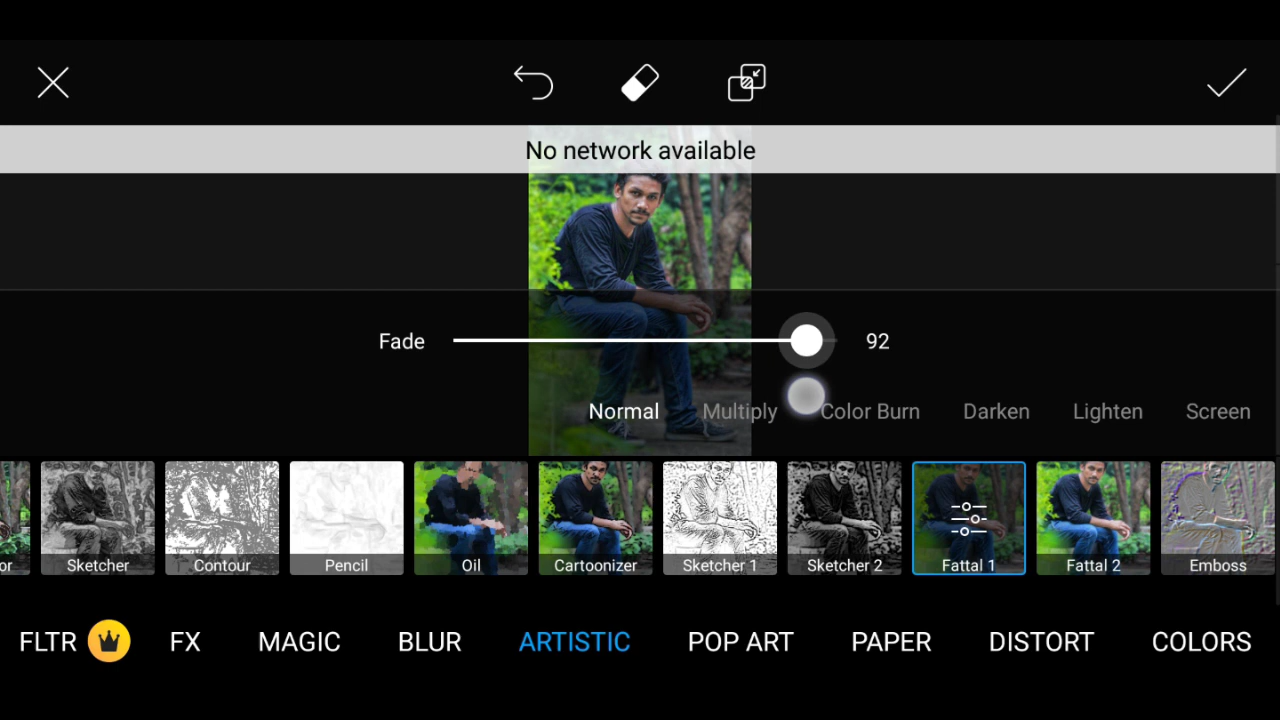 No network available
Fade 92
Normal Multiply Color Burn Darken Lighten Screen
or Sketcher Contour Pencil Oil Cartoonizer Sketcher 1 Sketcher 2 Fattal 1 Fattal 2 Emboss
FLTR FX MAGIC BLUR ARTISTIC POP ART PAPER DISTORT COLORS